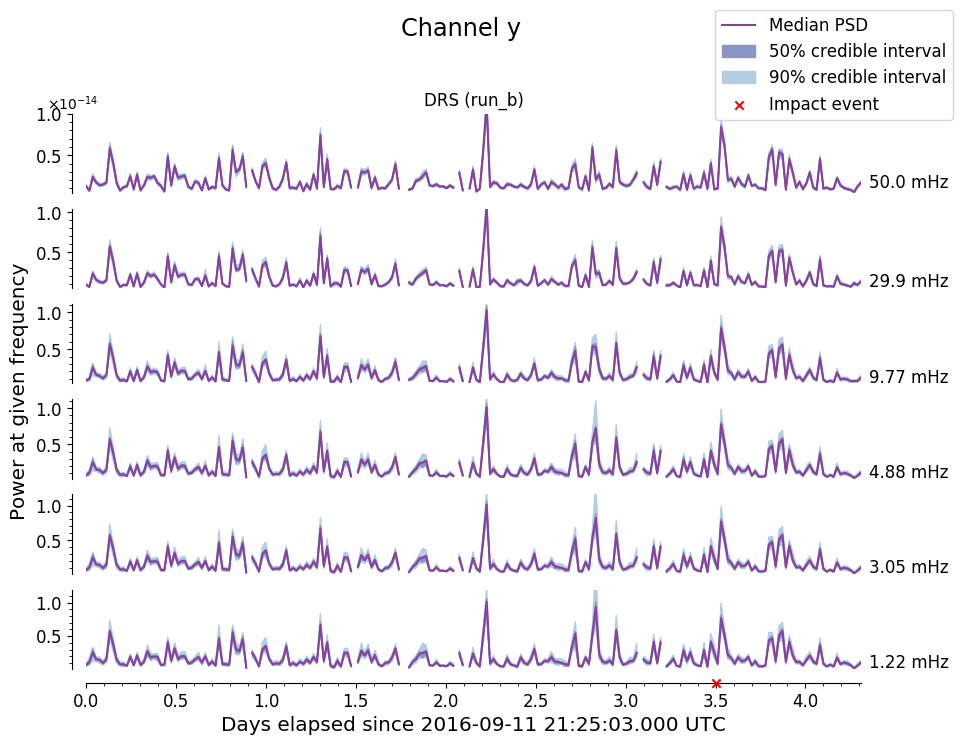 Channel y
Median PSD
50% credible interval
90% credible interval
Impact event
×10⁻¹⁴
DRS (run_b)
1.0
0.5
50.0 mHz
1.0
0.5
29.9 mHz
1.0
0.5
9.77 mHz
1.0
0.5
4.88 mHz
1.0
0.5
3.05 mHz
1.0
0.5
1.22 mHz
Power at given frequency
0.0 0.5 1.0 1.5 2.0 2.5 3.0 3.5 4.0
Days elapsed since 2016-09-11 21:25:03.000 UTC